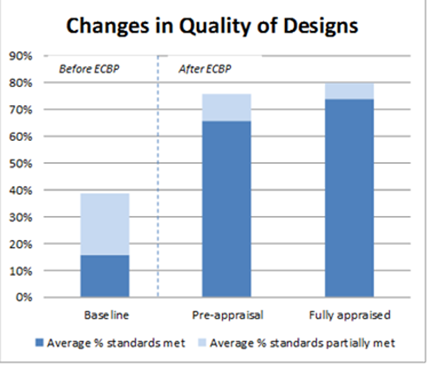 Changes in Quality of Designs
90%
Before ECBP
After ECBP
80%
70%
60%
50%
40%
30%
20%
10%
0%
Baseline
Pre-appraisal
Fully appraised
Average % standards met
Average % standards partially met